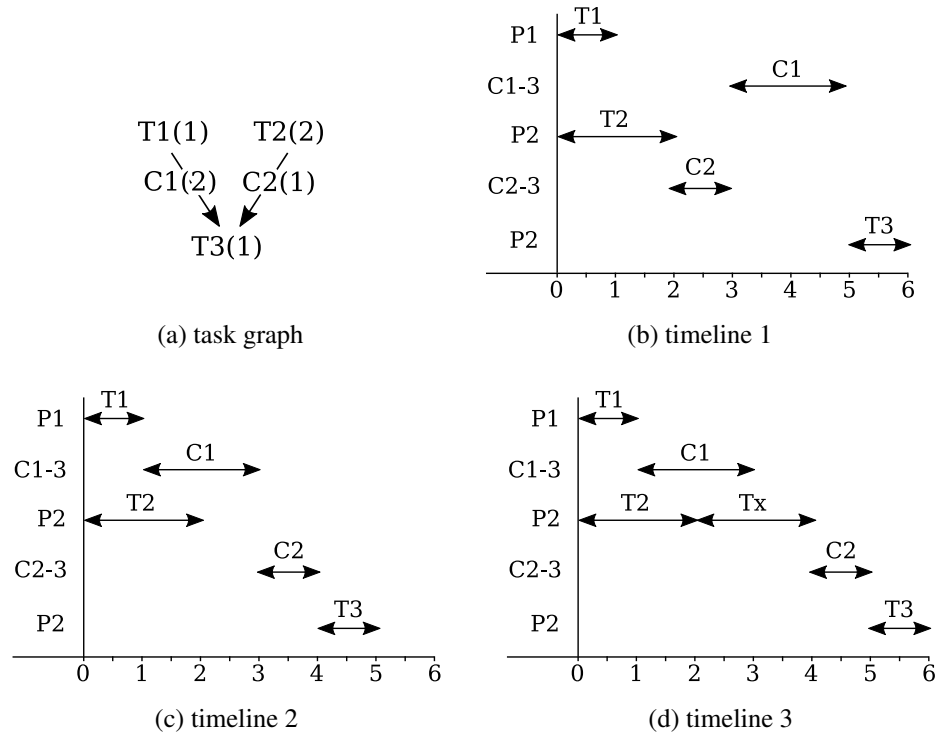 T1(1) T2(2)
C1(2) C2(1)
T3(1)
(a) task graph
P1 T1
C1-3 C1
P2 T2
C2-3 C2
P2 T3
0 1 2 3 4 5 6
(b) timeline 1
P1 T1
C1-3 C1
P2 T2
C2-3 C2
P2 T3
0 1 2 3 4 5 6
(c) timeline 2
P1 T1
C1-3 C1
P2 T2 Tx
C2-3 C2
P2 T3
0 1 2 3 4 5 6
(d) timeline 3